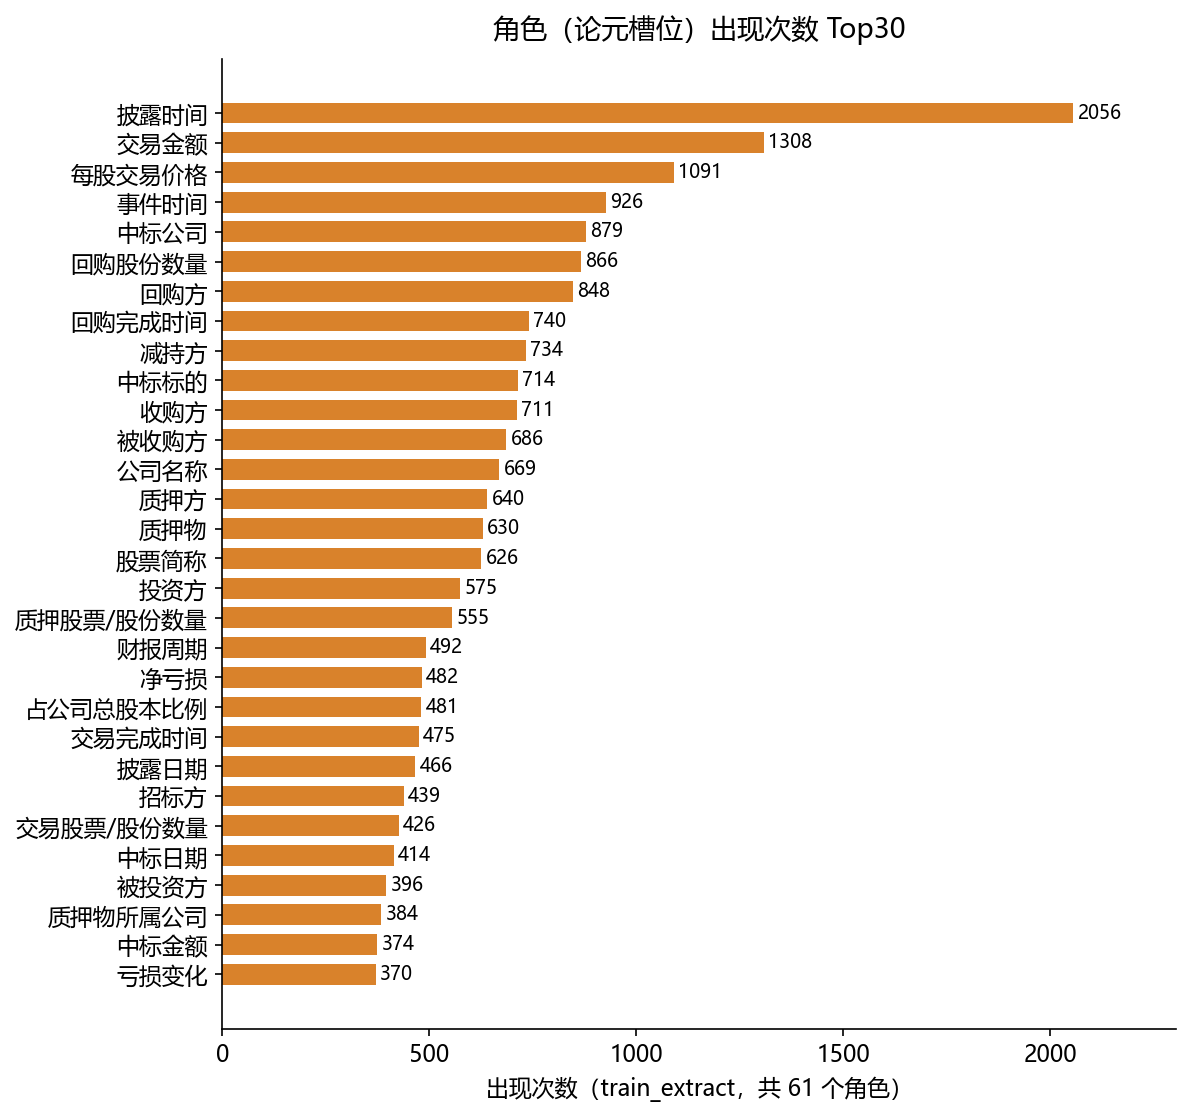 角色（论元槽位）出现次数 Top30
披露时间 2056
交易金额 1308
每股交易价格 1091
事件时间 926
中标公司 879
回购股份数量 866
回购方 848
回购完成时间 740
减持方 734
中标标的 714
收购方 711
被收购方 686
公司名称 669
质押方 640
质押物 630
股票简称 626
投资方 575
质押股票/股份数量 555
财报周期 492
净亏损 482
占公司总股本比例 481
交易完成时间 475
披露日期 466
招标方 439
交易股票/股份数量 426
中标日期 414
被投资方 396
质押物所属公司 384
中标金额 374
亏损变化 370
0 500 1000 1500 2000
出现次数（train_extract，共 61 个角色）